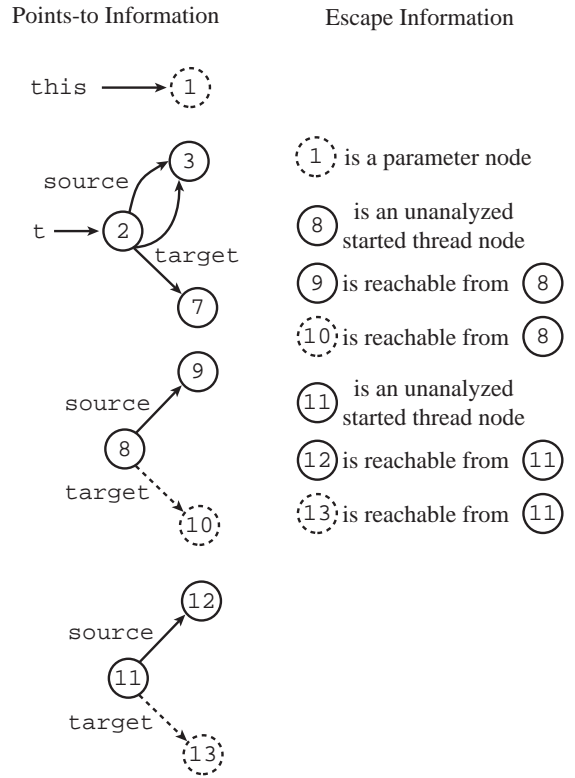 Points-to Information
this
1
source
3
t
2
target
7
source
9
8
target
10
source
12
11
target
13
Escape Information
1 is a parameter node
8 is an unanalyzed
started thread node
9 is reachable from 8
10 is reachable from 8
11 is an unanalyzed
started thread node
12 is reachable from 11
13 is reachable from 11